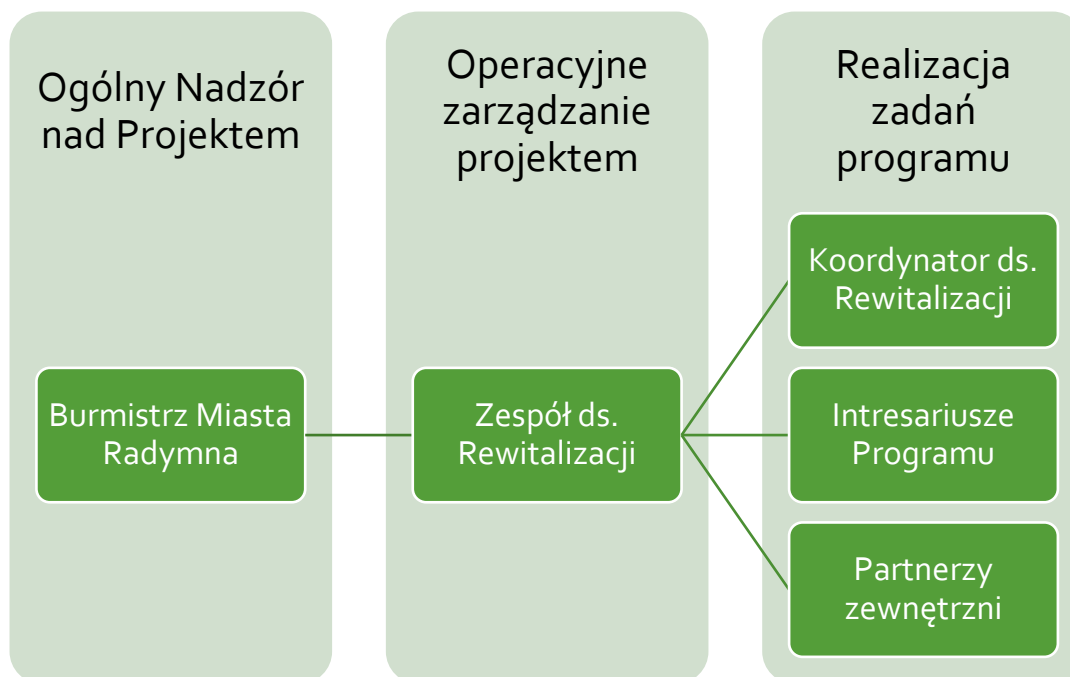 Ogólny Nadzór
nad Projektem
Burmistrz Miasta
Radymna
Operacyjne
zarządzanie
projektem
Zespół ds.
Rewitalizacji
Realizacja
zadań
programu
Koordynator ds.
Rewitalizacji
Intresariusze
Programu
Partnerzy
zewnętrzni